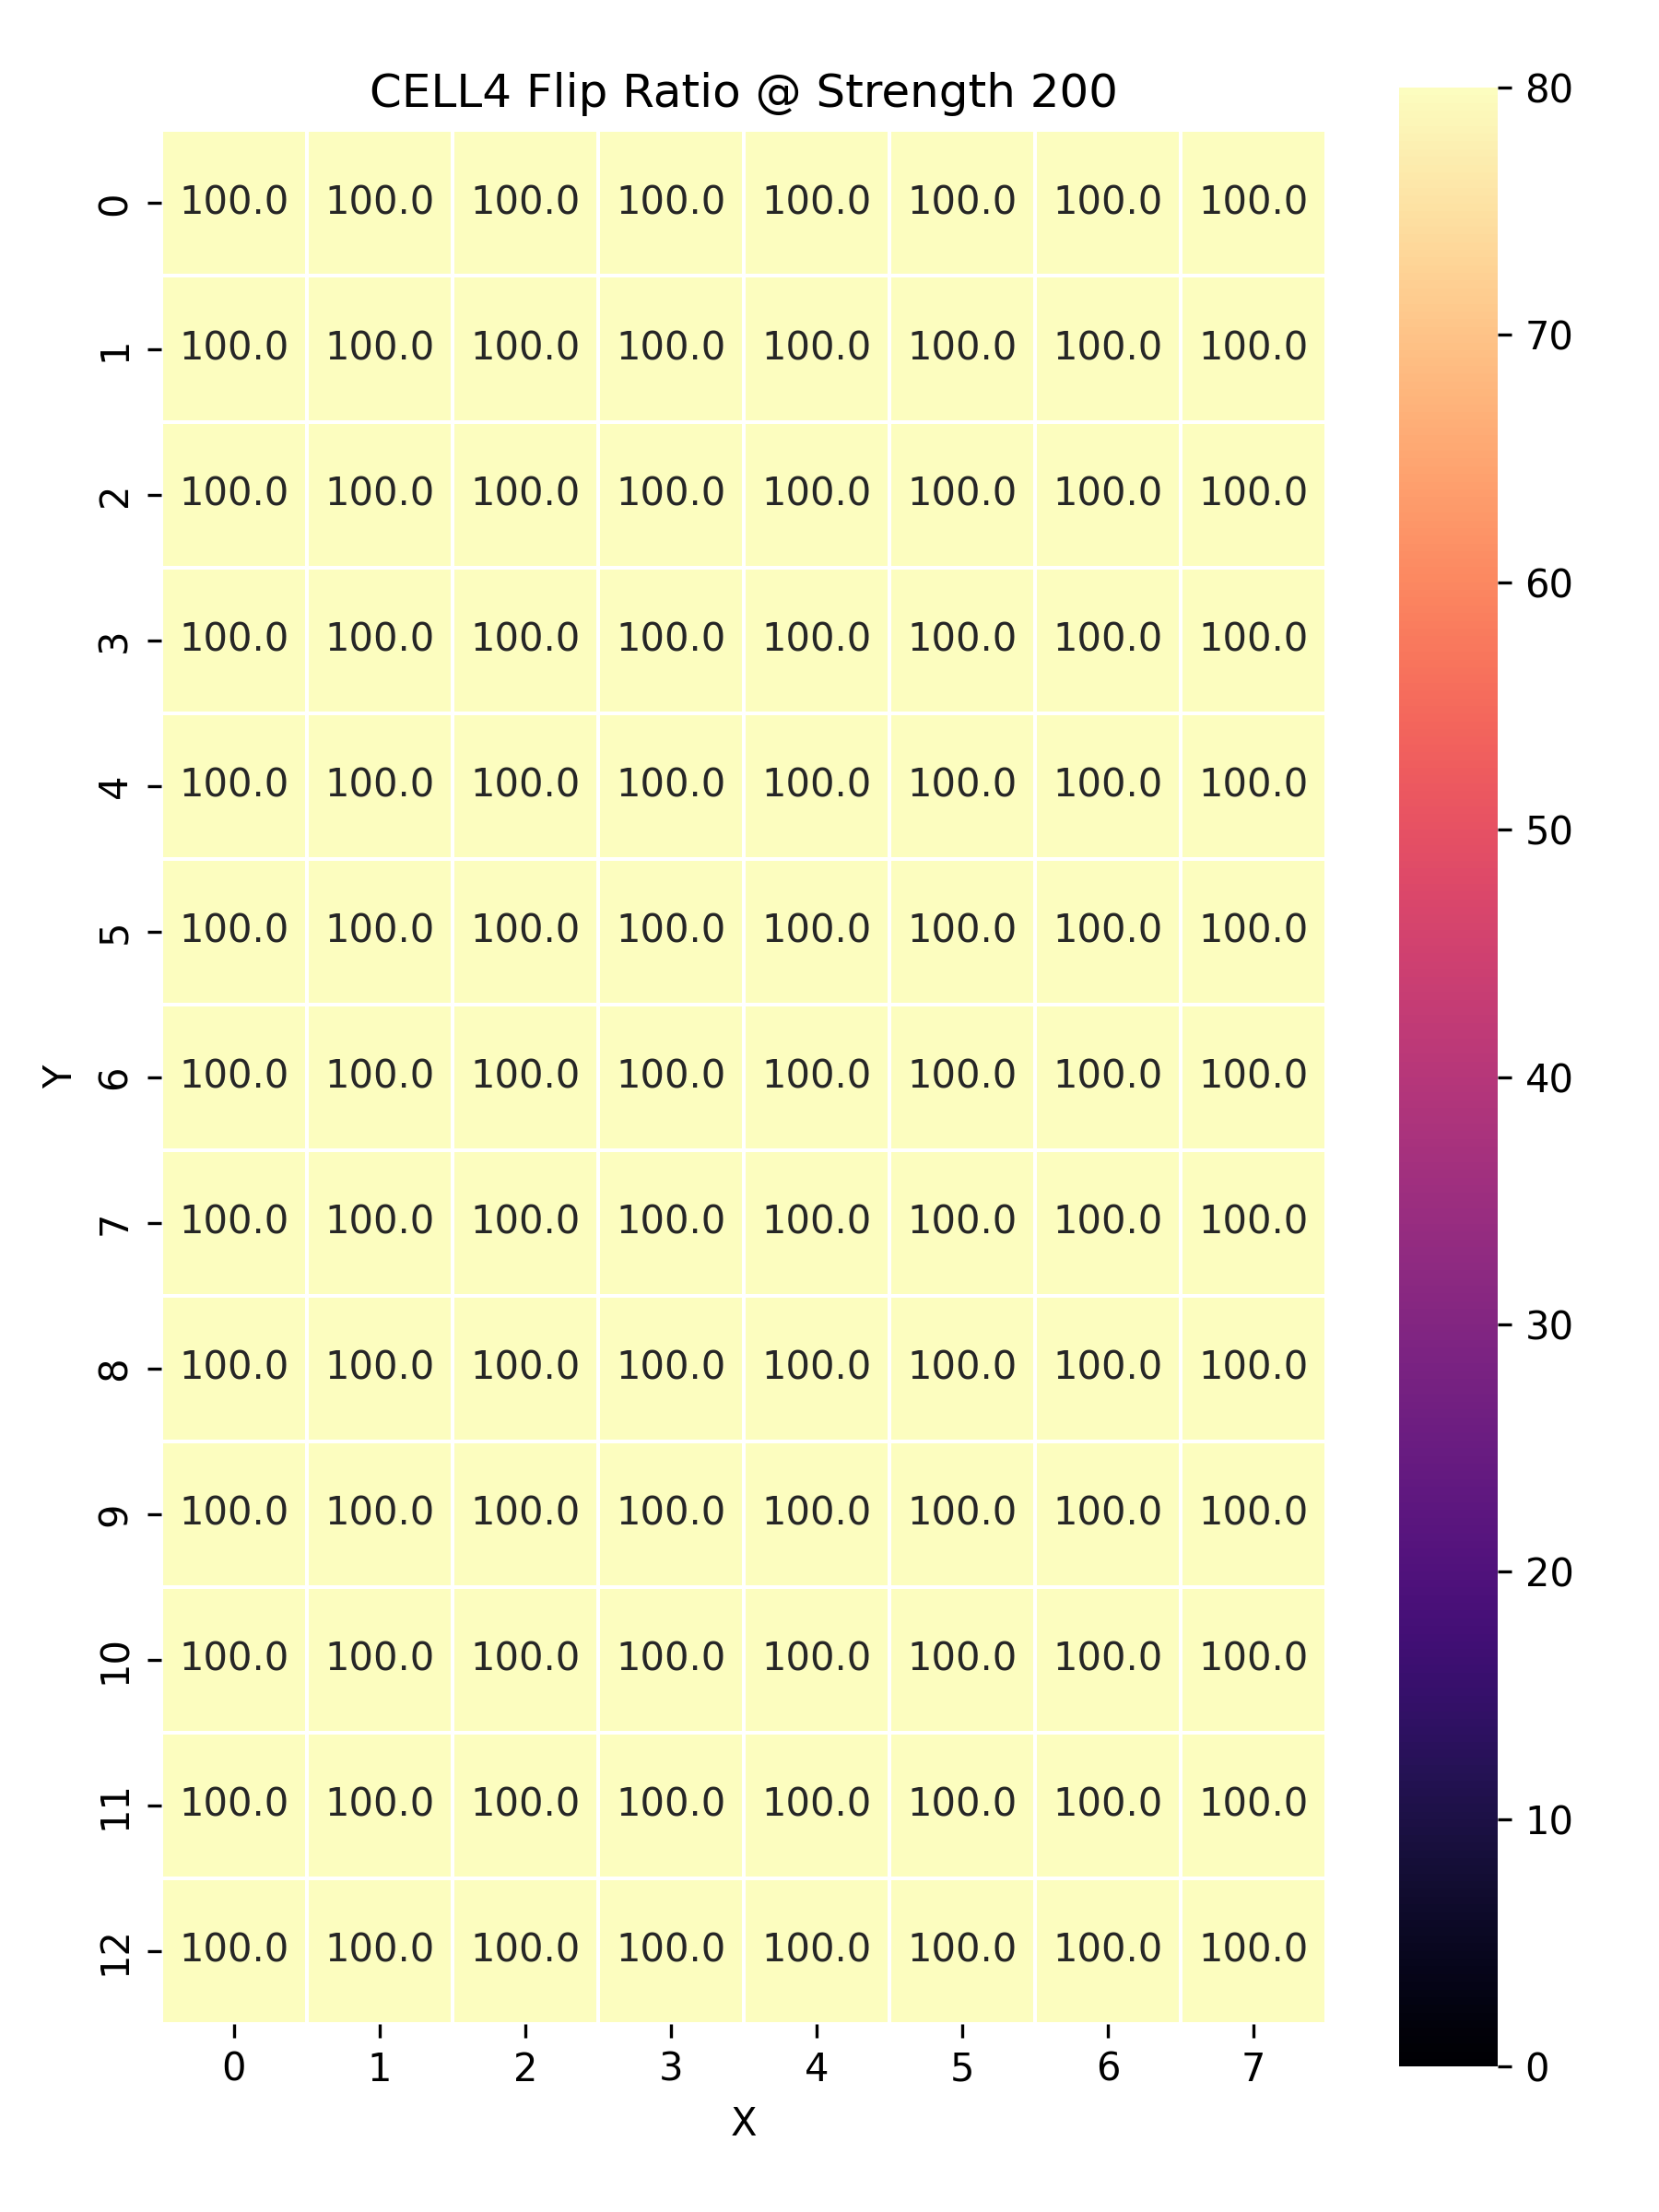 CELL4 Flip Ratio @ Strength 200
80
0 100.0 100.0 100.0 100.0 100.0 100.0 100.0 100.0
1 100.0 100.0 100.0 100.0 100.0 100.0 100.0 100.0
70
2 100.0 100.0 100.0 100.0 100.0 100.0 100.0 100.0
60
3 100.0 100.0 100.0 100.0 100.0 100.0 100.0 100.0
4 100.0 100.0 100.0 100.0 100.0 100.0 100.0 100.0
50
5 100.0 100.0 100.0 100.0 100.0 100.0 100.0 100.0
Y
6 100.0 100.0 100.0 100.0 100.0 100.0 100.0 100.0
40
7 100.0 100.0 100.0 100.0 100.0 100.0 100.0 100.0
30
8 100.0 100.0 100.0 100.0 100.0 100.0 100.0 100.0
9 100.0 100.0 100.0 100.0 100.0 100.0 100.0 100.0
20
10 100.0 100.0 100.0 100.0 100.0 100.0 100.0 100.0
11 100.0 100.0 100.0 100.0 100.0 100.0 100.0 100.0
10
12 100.0 100.0 100.0 100.0 100.0 100.0 100.0 100.0
0 1 2 3 4 5 6 7
0
X